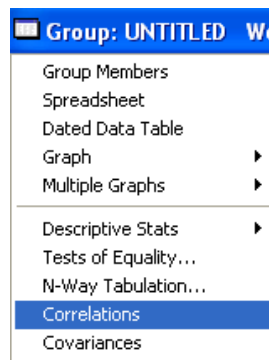 Group: UNTITLED
Group Members
Spreadsheet
Dated Data Table
Graph
Multiple Graphs
Descriptive Stats
Tests of Equality...
N-Way Tabulation...
Correlations
Covariances